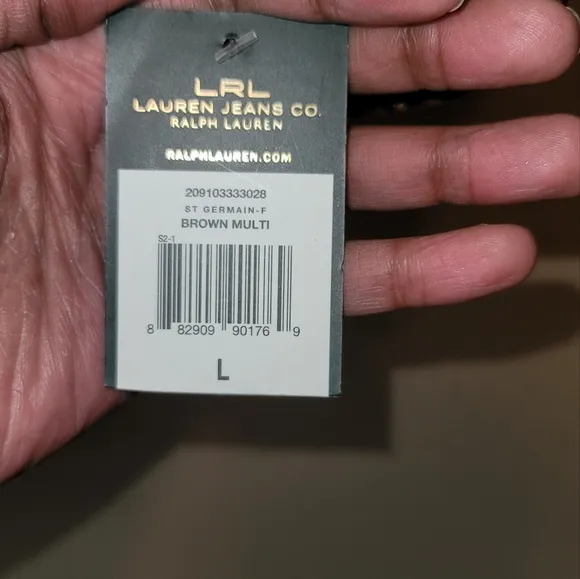 LRL
LAUREN JEANS CO.
RALPH LAUREN
RALPHLAUREN.COM
209103333028
ST GERMAIN-F
BROWN MULTI
S2-1
8 82909 90176 9
L